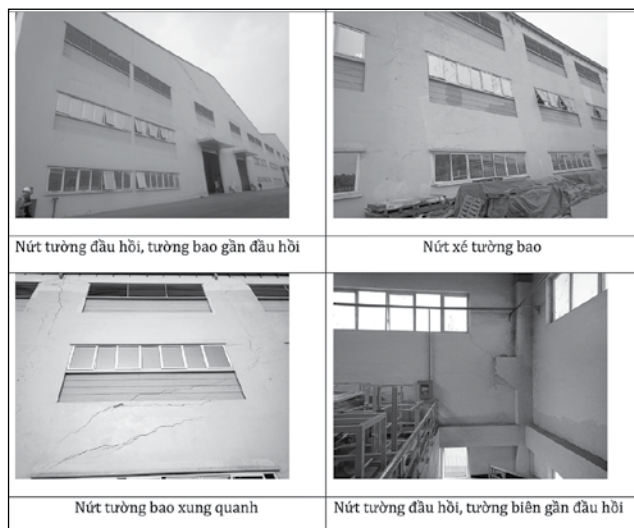 Nứt tường đầu hồi, tường bao gần đầu hồi
Nứt xé tường bao
Nứt tường bao xung quanh
Nứt tường đầu hồi, tường biên gần đầu hồi